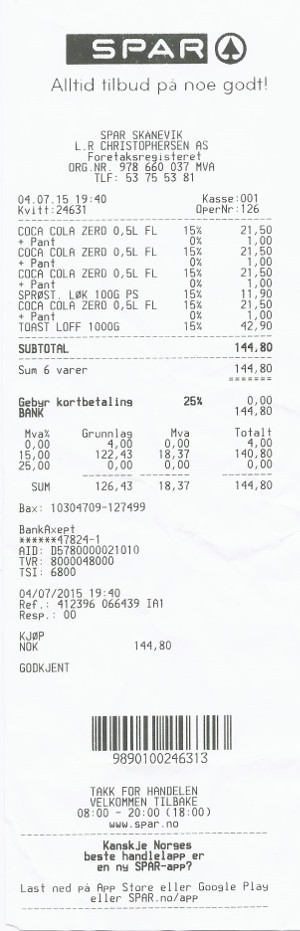 SPAR
Alltid tilbud på noe godt!
SPAR SKÅNEVIK
L.R CHRISTOPHERSEN AS
Foretaksregisteret
ORG.NR. 978 660 037 MVA
TLF: 53 75 53 81
04.07.15 19:40 Kasse:001
Kvitt:24631 OperNr:126
COCA COLA ZERO 0,5L FL 15% 21,50
+ Pant 0% 1,00
COCA COLA ZERO 0,5L FL 15% 21,50
+ Pant 0% 1,00
COCA COLA ZERO 0,5L FL 15% 21,50
+ Pant 0% 1,00
SPRØST. LØK 100G PS 15% 11,90
COCA COLA ZERO 0,5L FL 15% 21,50
+ Pant 0% 1,00
TOAST LOFF 1000G 15% 42,90
SUBTOTAL 144,80
Sum 6 varer 144,80
=======
Gebyr kortbetaling 25% 0,00
BANK 144,80
Mva% Grunnlag Mva Totalt
0,00 4,00 0,00 4,00
15,00 122,43 18,37 140,80
25,00 0,00 0,00 0,00
SUM 126,43 18,37 144,80
Bax: 10304709-127499
BankAxept
******47824-1
AID: D5780000021010
TVR: 8000048000
TSI: 6800
04/07/2015 19:40
Ref.: 412396 066439 IA1
Resp.: 00
KJØP
NOK 144,80
GODKJENT
9890100246313
TAKK FOR HANDELEN
VELKOMMEN TILBAKE
08:00 - 20:00 (18:00)
www.spar.no
Kanskje Norges
beste handlelapp er
en ny SPAR-app?
Last ned på App Store eller Google Play
eller SPAR.no/app